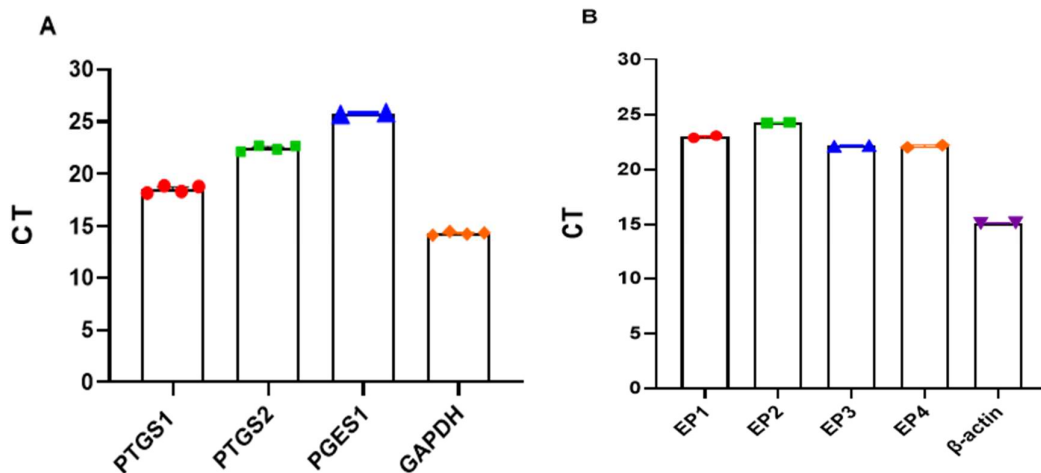 A
CT
30
25
20
15
10
5
0
PTGS1
PTGS2
PGES1
GAPDH
B
CT
30
25
20
15
10
5
0
EP1
EP2
EP3
EP4
β-actin